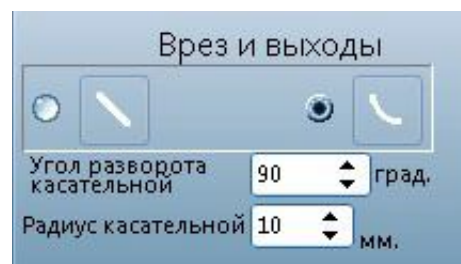 Врез и выходы
Угол разворота
касательной
90
град.
Радиус касательной
10
мм.